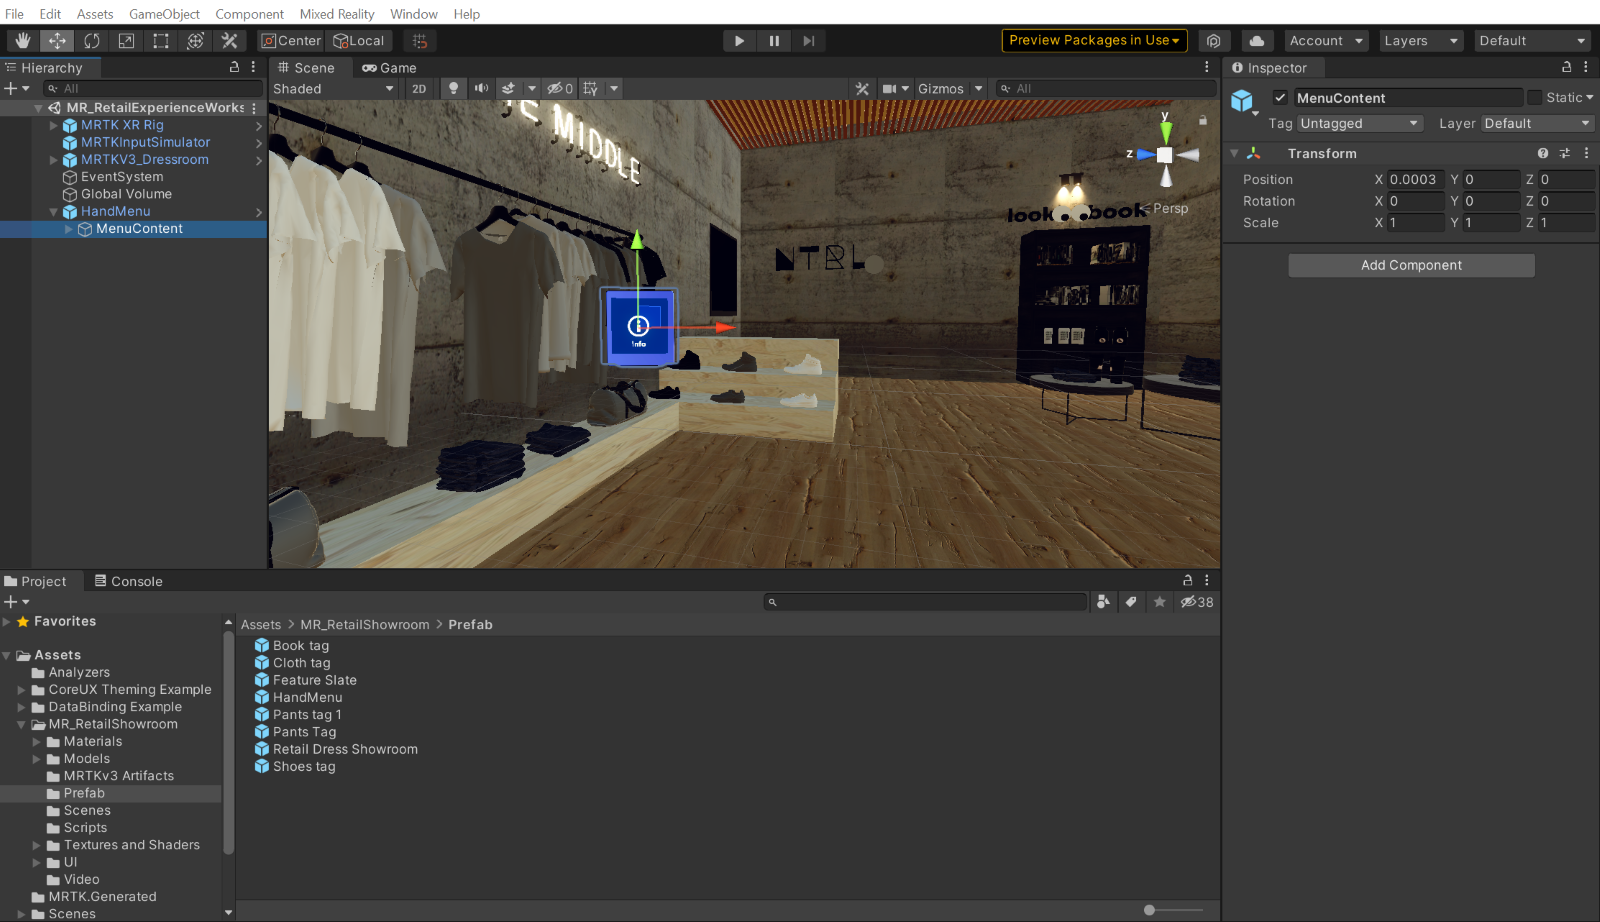 File Edit Assets GameObject Component Mixed Reality Window Help
Center Local Preview Packages in Use Account Layers Default
Hierarchy
All
MR_RetailExperienceWorks
MRTK XR Rig
MRTKInputSimulator
MRTKV3_Dressroom
EventSystem
Global Volume
HandMenu
MenuContent
Scene Game
Shaded 2D 0 Gizmos All
MIDDLE
y
z
Persp
look book
NTBL
Info
Inspector
MenuContent Static
Tag Untagged Layer Default
Transform
Position X 0.0003 Y 0 Z 0
Rotation X 0 Y 0 Z 0
Scale X 1 Y 1 Z 1
Add Component
Project Console
38
Favorites
Assets
Analyzers
CoreUX Theming Example
DataBinding Example
MR_RetailShowroom
Materials
Models
MRTKv3 Artifacts
Prefab
Scenes
Scripts
Textures and Shaders
UI
Video
MRTK.Generated
Scenes
Assets > MR_RetailShowroom > Prefab
Book tag
Cloth tag
Feature Slate
HandMenu
Pants tag 1
Pants Tag
Retail Dress Showroom
Shoes tag